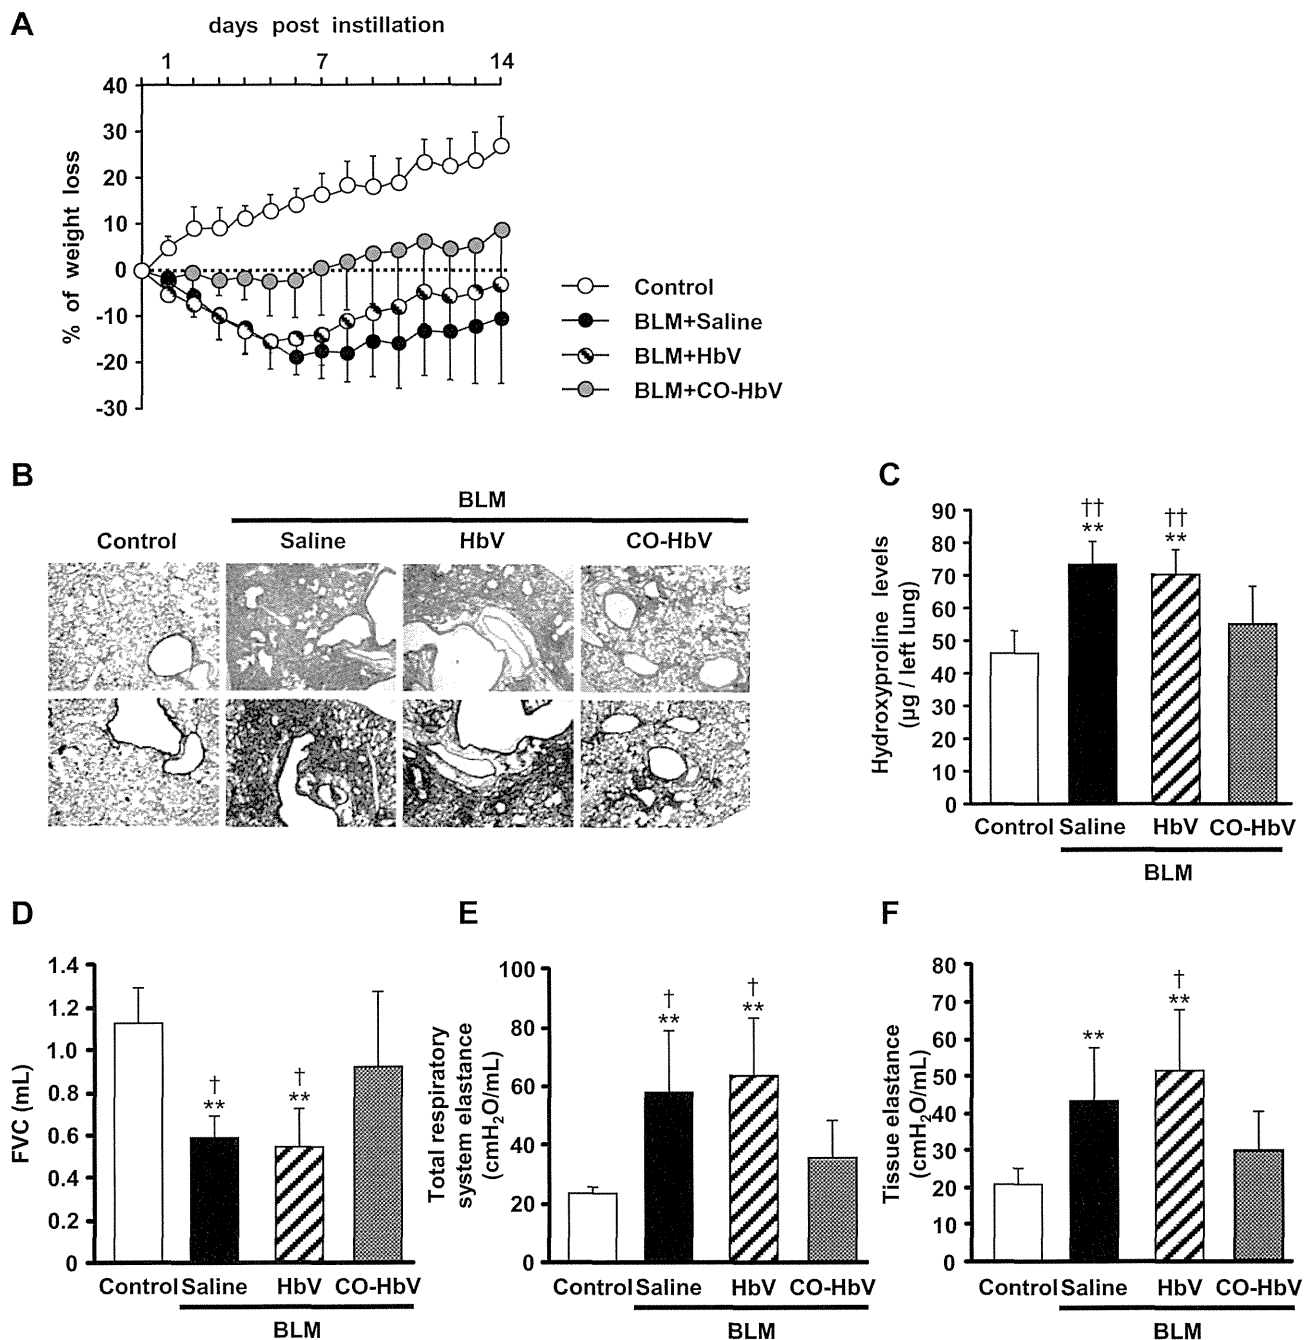 A
days post instillation
1 7 14
40
30
20
10
0
-10
-20
-30
% of weight loss
Control
BLM+Saline
BLM+HbV
BLM+CO-HbV
B
BLM
Control Saline HbV CO-HbV
C
Hydroxyproline levels
(μg / left lung)
90
80
70
60
50
40
30
20
10
0
††
**
††
**
Control Saline HbV CO-HbV
BLM
D
FVC (mL)
1.4
1.2
1.0
0.8
0.6
0.4
0.2
0
†
**
†
**
Control Saline HbV CO-HbV
BLM
E
Total respiratory
system elastance
(cmH2O/mL)
100
80
60
40
20
0
†
**
†
**
Control Saline HbV CO-HbV
BLM
F
Tissue elastance
(cmH2O/mL)
80
70
60
50
40
30
20
10
0
**
†
**
Control Saline HbV CO-HbV
BLM